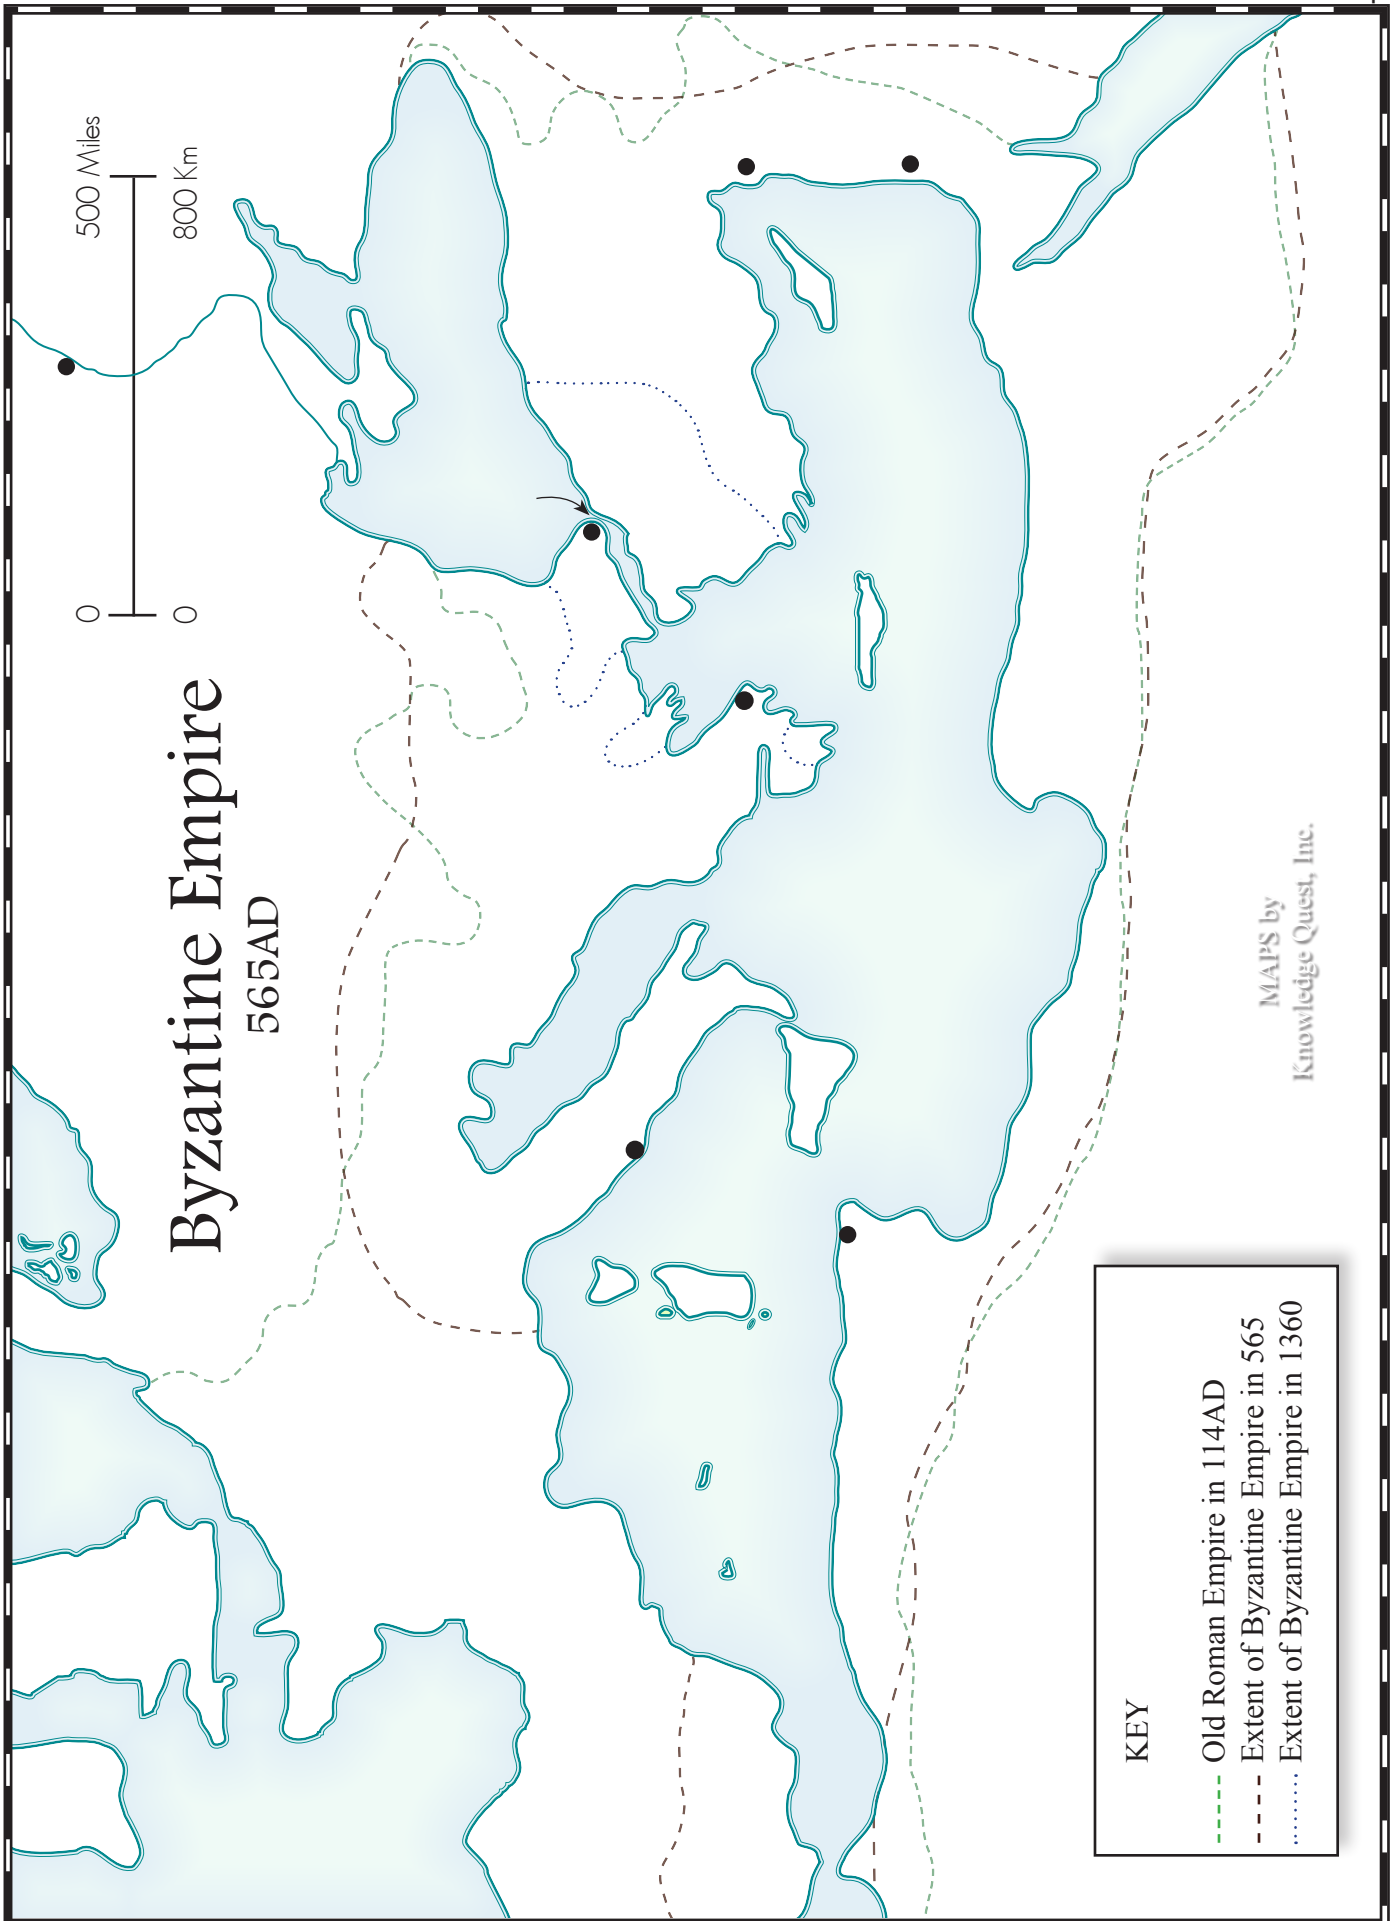 Byzantine Empire
565AD
0
500 Miles
0
800 Km
KEY
Old Roman Empire in 114AD
Extent of Byzantine Empire in 565
Extent of Byzantine Empire in 1360
MAPS by
Knowledge Quest, Inc.